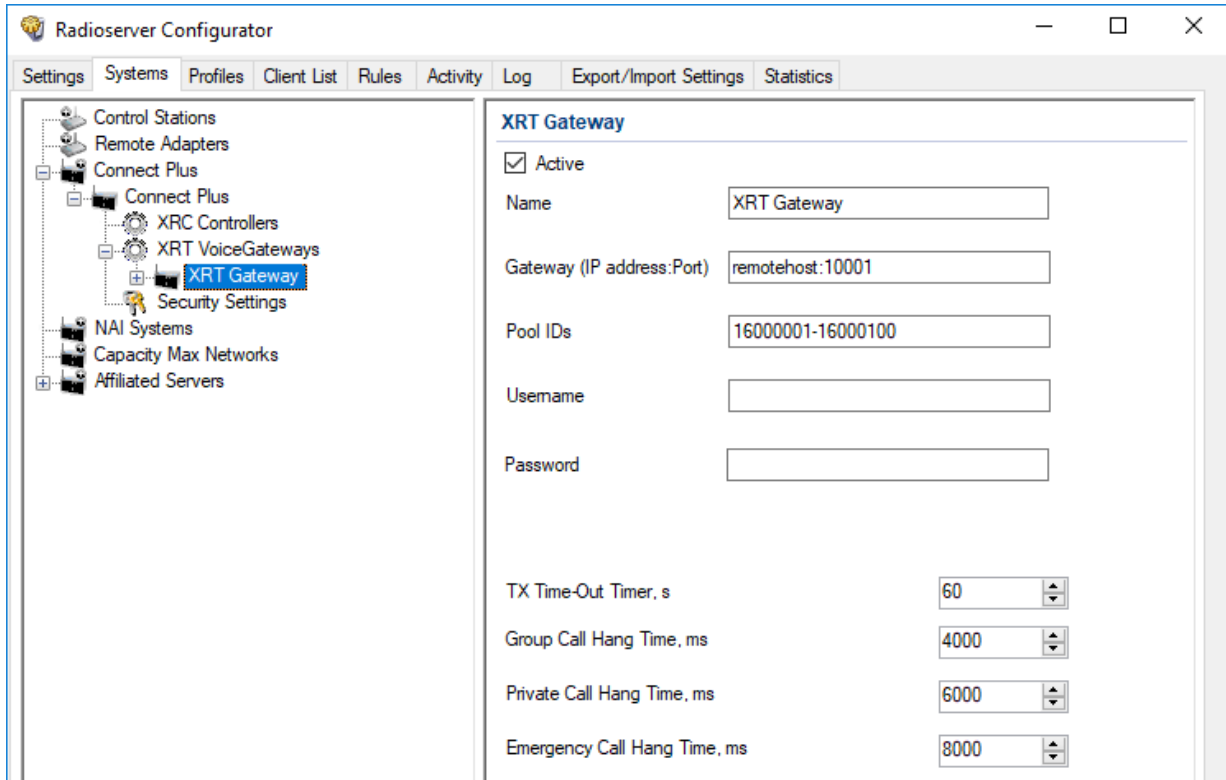 Radioserver Configurator
Settings Systems Profiles Client List Rules Activity Log Export/Import Settings Statistics
Control Stations
Remote Adapters
Connect Plus
Connect Plus
XRC Controllers
XRT VoiceGateways
XRT Gateway
Security Settings
NAI Systems
Capacity Max Networks
Affiliated Servers
XRT Gateway
Active
Name XRT Gateway
Gateway (IP address:Port) remotehost:10001
Pool IDs 16000001-16000100
Username
Password
TX Time-Out Timer, s 60
Group Call Hang Time, ms 4000
Private Call Hang Time, ms 6000
Emergency Call Hang Time, ms 8000